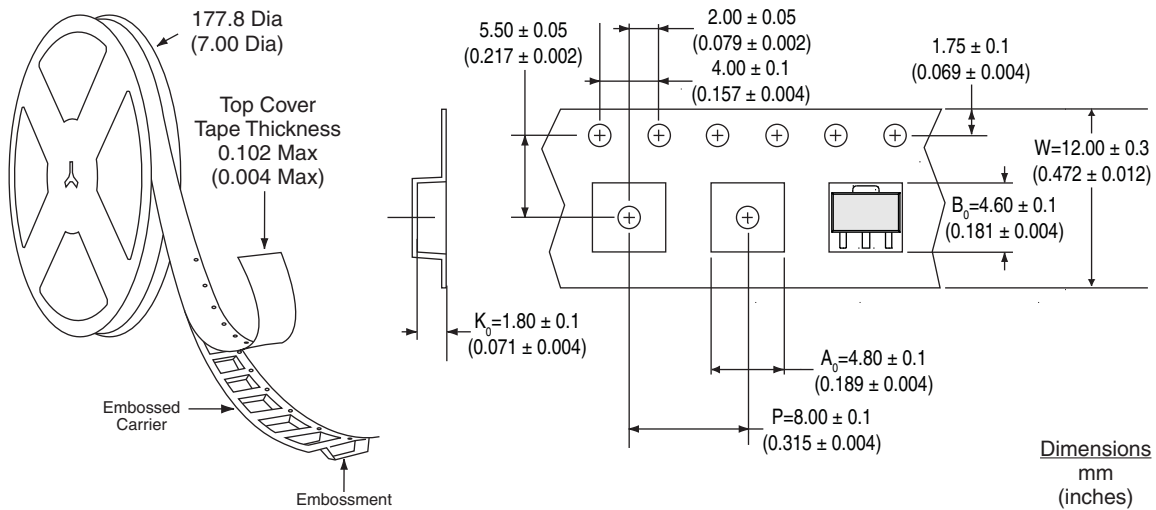 177.8 Dia
(7.00 Dia)
Top Cover
Tape Thickness
0.102 Max
(0.004 Max)
Embossed
Carrier
Embossment
5.50 ± 0.05
(0.217 ± 0.002)
2.00 ± 0.05
(0.079 ± 0.002)
4.00 ± 0.1
(0.157 ± 0.004)
1.75 ± 0.1
(0.069 ± 0.004)
W=12.00 ± 0.3
(0.472 ± 0.012)
B₀=4.60 ± 0.1
(0.181 ± 0.004)
K₀=1.80 ± 0.1
(0.071 ± 0.004)
A₀=4.80 ± 0.1
(0.189 ± 0.004)
P=8.00 ± 0.1
(0.315 ± 0.004)
Dimensions
mm
(inches)